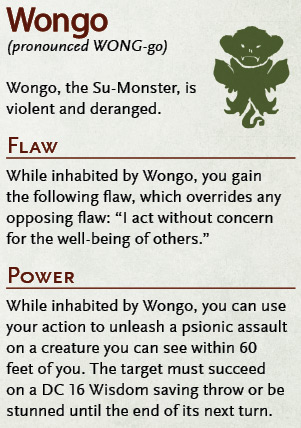 Wongo
(pronounced WONG-go)
Wongo, the Su-Monster, is
violent and deranged.
Flaw
While inhabited by Wongo, you gain
the following flaw, which overrides any
opposing flaw: “I act without concern
for the well-being of others.”
Power
While inhabited by Wongo, you can use
your action to unleash a psionic assault
on a creature you can see within 60
feet of you. The target must succeed
on a DC 16 Wisdom saving throw or be
stunned until the end of its next turn.